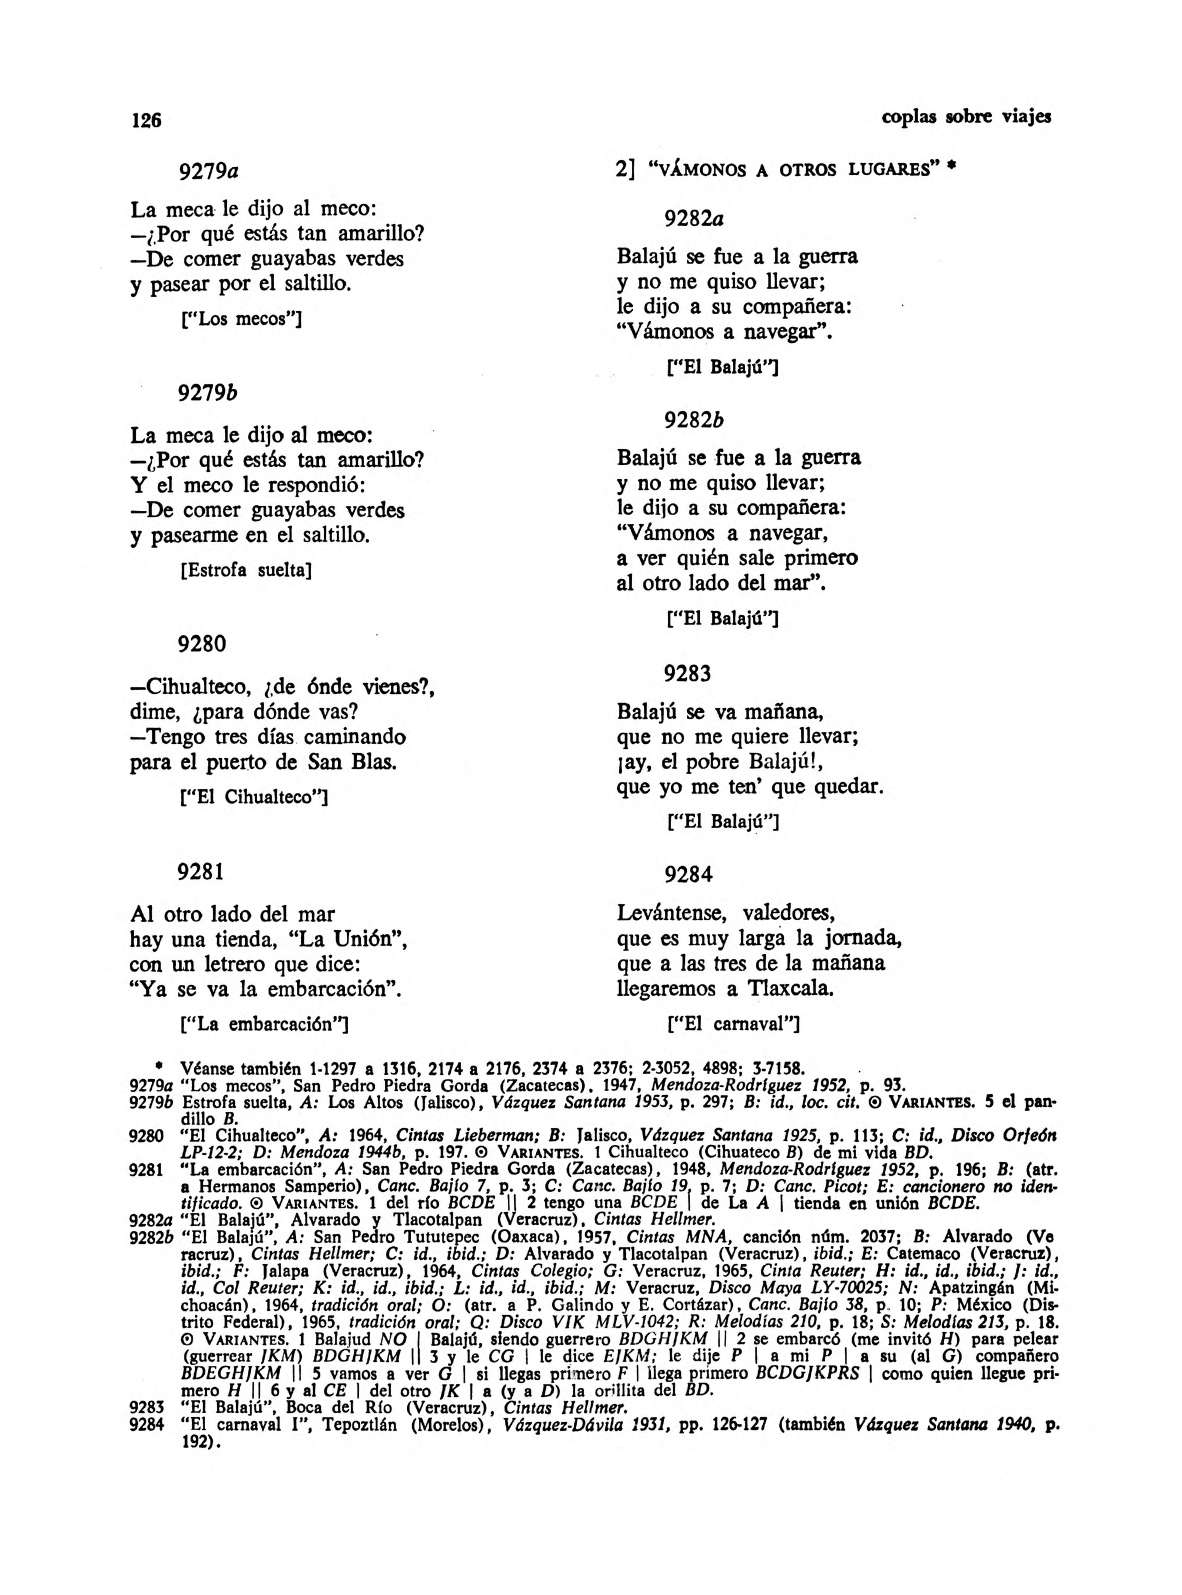 126
coplas sobre viajes
9279a
La meca le dijo al meco:
—¿Por qué estás tan amarillo?
—De comer guayabas verdes
y pasear por el saltillo.
["Los mecos"]
9279b
La meca le dijo al meco:
—¿Por qué estás tan amarillo?
Y el meco le respondió:
—De comer guayabas verdes
y pasearme en el saltillo.
[Estrofa suelta]
9280
—Cihualteco, ¿de ónde vienes?,
dime, ¿para dónde vas?
—Tengo tres días caminando
para el puerto de San Blas.
["El Cihualteco"]
9281
Al otro lado del mar
hay una tienda, "La Unión",
con un letrero que dice:
"Ya se va la embarcación".
["La embarcación"]
2] "VÁMONOS A OTROS LUGARES" *
9282a
Balajú se fue a la guerra
y no me quiso llevar;
le dijo a su compañera:
"Vámonos a navegar".
["El Balajú"]
9282b
Balajú se fue a la guerra
y no me quiso llevar;
le dijo a su compañera:
"Vámonos a navegar,
a ver quién sale primero
al otro lado del mar".
["El Balajú"]
9283
Balajú se va mañana,
que no me quiere llevar;
¡ay, el pobre Balajú!,
que yo me ten' que quedar.
["El Balajú"]
9284
Levántense, valedores,
que es muy larga la jornada,
que a las tres de la mañana
llegaremos a Tlaxcala.
["El carnaval"]
* Véanse también 1-1297 a 1316, 2174 a 2176, 2374 a 2376; 2-3052, 4898; 3-7158.
9279a "Los mecos", San Pedro Piedra Gorda (Zacatecas), 1947, Mendoza-Rodríguez 1952, p. 93.
9279b Estrofa suelta, A: Los Altos (Jalisco), Vázquez Santana 1953, p. 297; B: id., loc. cit. ⊙ VARIANTES. 5 el pan-
dillo B.
9280 "El Cihualteco", A: 1964, Cintas Lieberman; B: Jalisco, Vázquez Santana 1925, p. 113; C: id., Disco Orfeón
LP-12-2; D: Mendoza 1944b, p. 197. ⊙ VARIANTES. 1 Cihualteco (Cihuateco B) de mi vida BD.
9281 "La embarcación", A: San Pedro Piedra Gorda (Zacatecas), 1948, Mendoza-Rodríguez 1952, p. 196; B: (atr.
a Hermanos Samperio), Canc. Bajío 7, p. 3; C: Canc. Bajío 19, p. 7; D: Canc. Picot; E: cancionero no iden-
tificado. ⊙ VARIANTES. 1 del río BCDE || 2 tengo una BCDE | de La A | tienda en unión BCDE.
9282a "El Balajú", Alvarado y Tlacotalpan (Veracruz), Cintas Hellmer.
9282b "El Balajú", A: San Pedro Tututepec (Oaxaca), 1957, Cintas MNA, canción núm. 2037; B: Alvarado (Ve
racruz), Cintas Hellmer; C: id., ibid.; D: Alvarado y Tlacotalpan (Veracruz), ibid.; E: Catemaco (Veracruz),
ibid.; F: Jalapa (Veracruz), 1964, Cintas Colegio; G: Veracruz, 1965, Cinta Reuter; H: id., id., ibid.; J: id.,
id., Col Reuter; K: id., id., ibid.; L: id., id., ibid.; M: Veracruz, Disco Maya LY-70025; N: Apatzingán (Mi-
choacán), 1964, tradición oral; O: (atr. a P. Galindo y E. Cortázar), Canc. Bajío 38, p. 10; P: México (Dis-
trito Federal), 1965, tradición oral; Q: Disco VIK MLV-1042; R: Melodías 210, p. 18; S: Melodías 213, p. 18.
⊙ VARIANTES. 1 Balajud NO | Balajú, siendo guerrero BDGHJKM || 2 se embarcó (me invitó H) para pelear
(guerrear JKM) BDGHJKM || 3 y le CG | le dice EJKM; le dije P | a mi P | a su (al G) compañero
BDEGHJKM || 5 vamos a ver G | si llegas primero F | llega primero BCDGJKPRS | como quien llegue pri-
mero H || 6 y al CE | del otro JK | a (y a D) la orillita del BD.
9283 "El Balajú", Boca del Río (Veracruz), Cintas Hellmer.
9284 "El carnaval I", Tepoztlán (Morelos), Vázquez-Dávila 1931, pp. 126-127 (también Vázquez Santana 1940, p.
192).